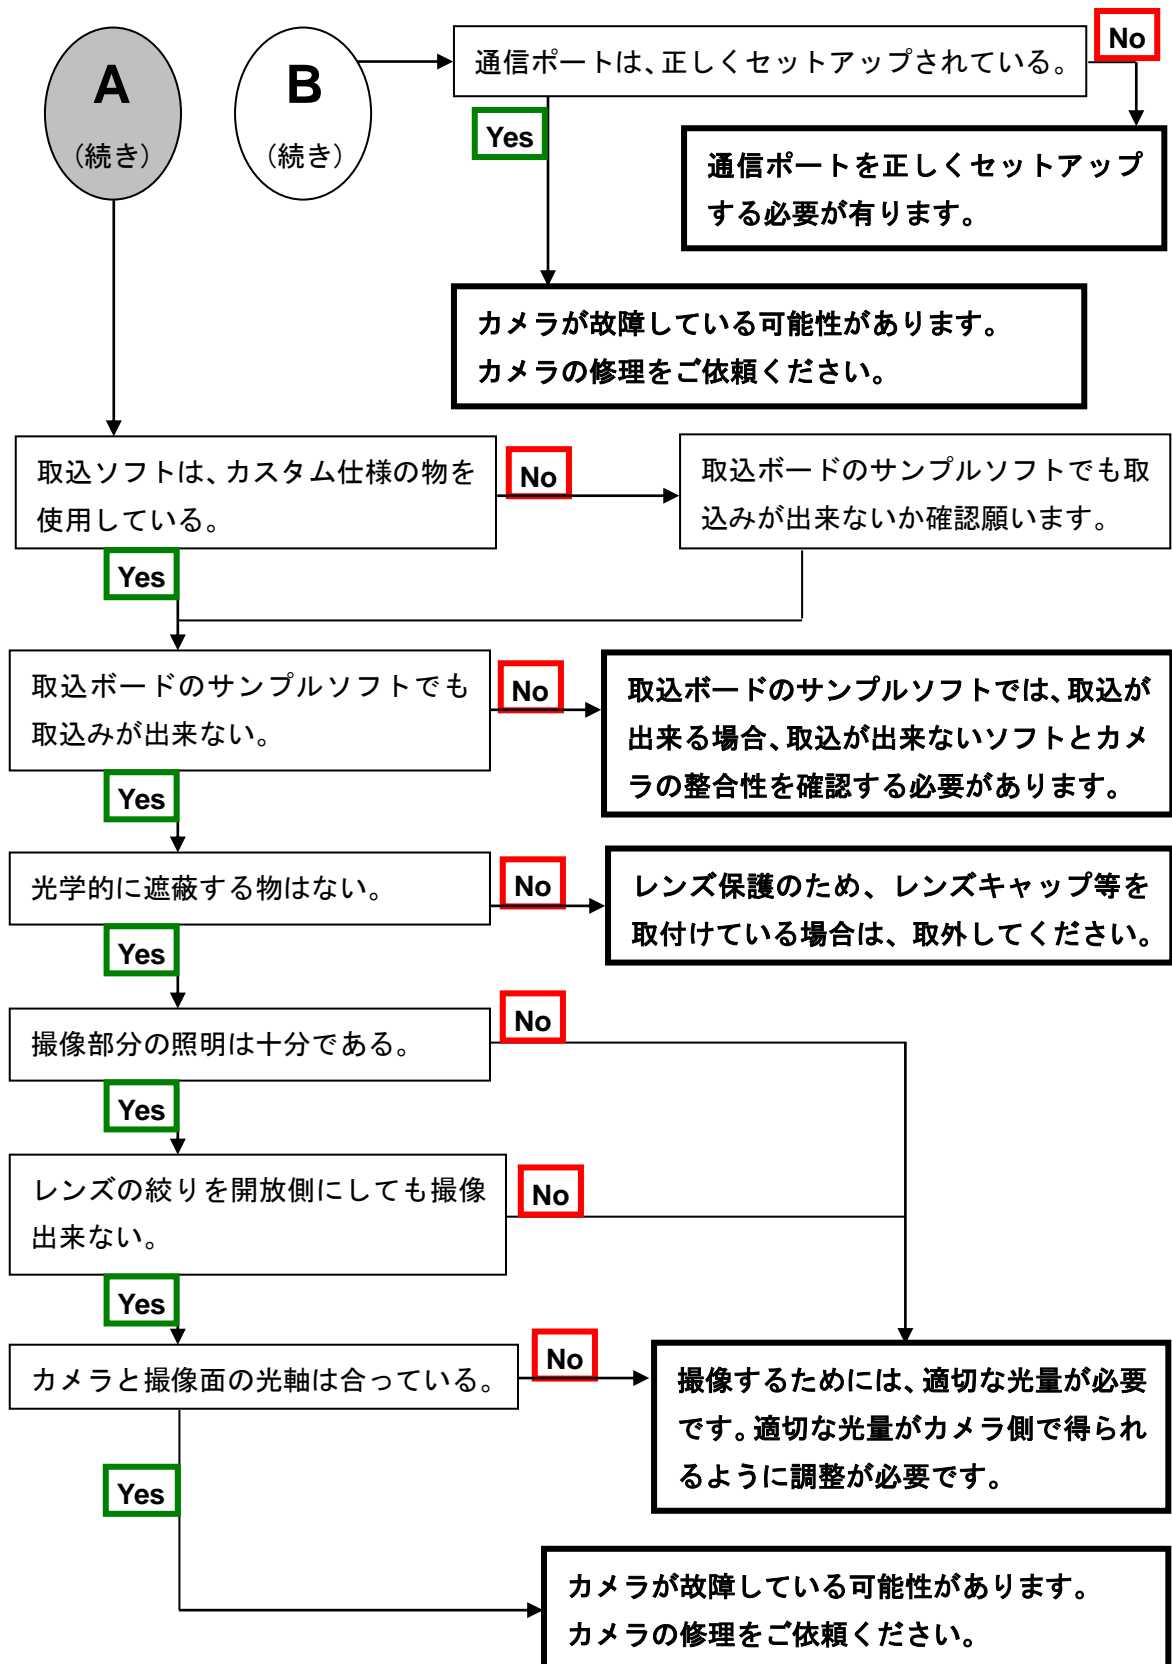 A
(続き)
B
(続き)
通信ポートは、正しくセットアップされている。
No
Yes
通信ポートを正しくセットアップ
する必要が有ります。
カメラが故障している可能性があります。
カメラの修理をご依頼ください。
取込ソフトは、カスタム仕様の物を
使用している。
No
取込ボードのサンプルソフトでも取
込みが出来ないか確認願います。
Yes
取込ボードのサンプルソフトでも
取込みが出来ない。
No
取込ボードのサンプルソフトでは、取込が
出来る場合、取込が出来ないソフトとカメ
ラの整合性を確認する必要があります。
Yes
光学的に遮蔽する物はない。
No
レンズ保護のため、レンズキャップ等を
取付けている場合は、取外してください。
Yes
撮像部分の照明は十分である。
No
Yes
レンズの絞りを開放側にしても撮像
出来ない。
No
Yes
カメラと撮像面の光軸は合っている。
No
撮像するためには、適切な光量が必要
です。適切な光量がカメラ側で得られ
るように調整が必要です。
Yes
カメラが故障している可能性があります。
カメラの修理をご依頼ください。